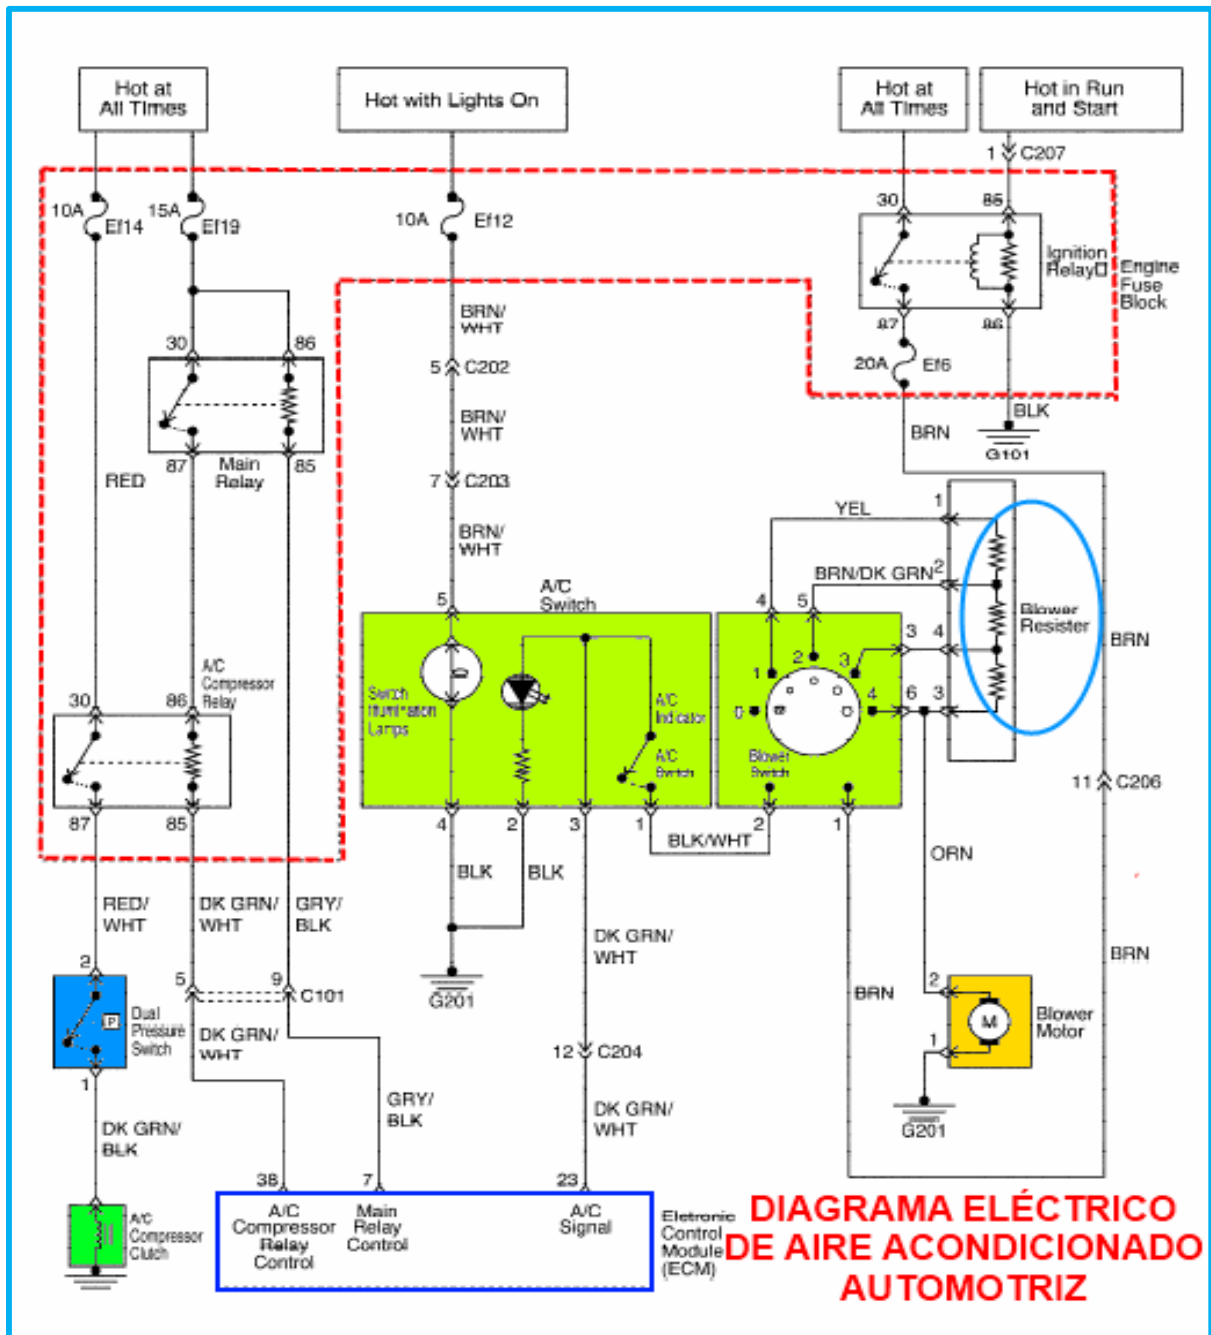 Hot at
All TImes
Hot with Lights On
Hot at
All TImes
Hot in Run
and Start
1
C207
10A
Ef14
15A
Ef19
10A
Ef12
30
85
Ignition
Relay
Engine
Fuse
Block
87
86
20A
Ef6
BRN
BLK
G101
BRN/
WHT
5
C202
BRN/
WHT
7
C203
BRN/
WHT
30
86
87
85
Main
Relay
RED
A/C
Compressor
Relay
30
86
87
85
5
A/C
Switch
Switch
Illumination
Lamps
A/C
Indicator
A/C
Switch
4
2
3
1
YEL
BRN/DK GRN
1
2
4
3
Blower
Resister
4
5
3
6
1
2
3
4
0
Blower
Switch
2
1
BLK/WHT
BRN
11
C206
BLK
BLK
G201
ORN
BRN
BRN
RED/
WHT
DK GRN/
WHT
GRY/
BLK
2
P
Dual
Pressure
Switch
1
5
9
C101
DK GRN/
WHT
DK GRN/
WHT
12
C204
DK GRN/
WHT
GRY/
BLK
DK GRN/
BLK
2
M
1
Blower
Motor
G201
A/C
Compressor
Clutch
38
7
23
A/C
Compressor
Relay
Control
Main
Relay
Control
A/C
Signal
Eletronic
Control
Module
(ECM)
DIAGRAMA ELÉCTRICO
DE AIRE ACONDICIONADO
AUTOMOTRIZ